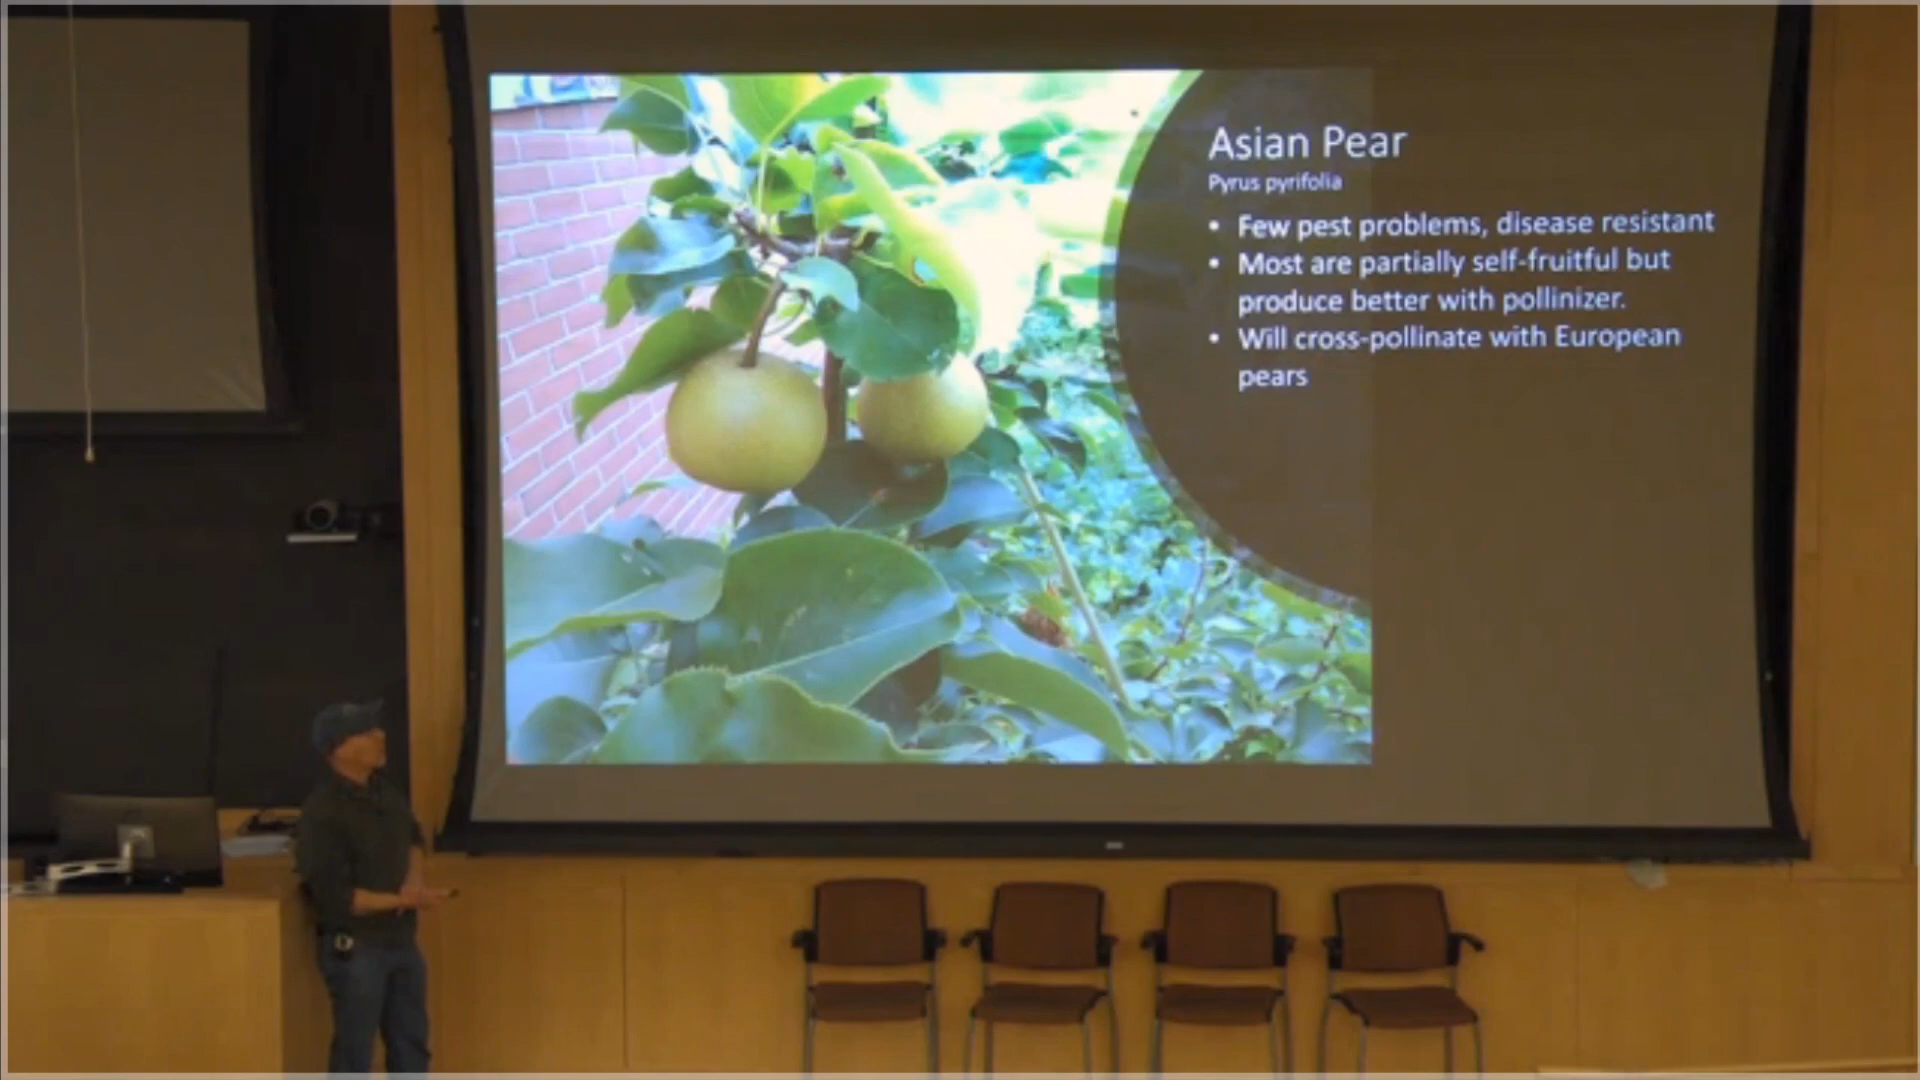 Asian Pear
Pyrus pyrifolia
• Few pest problems, disease resistant
• Most are partially self-fruitful but
produce better with pollinizer.
• Will cross-pollinate with European
pears